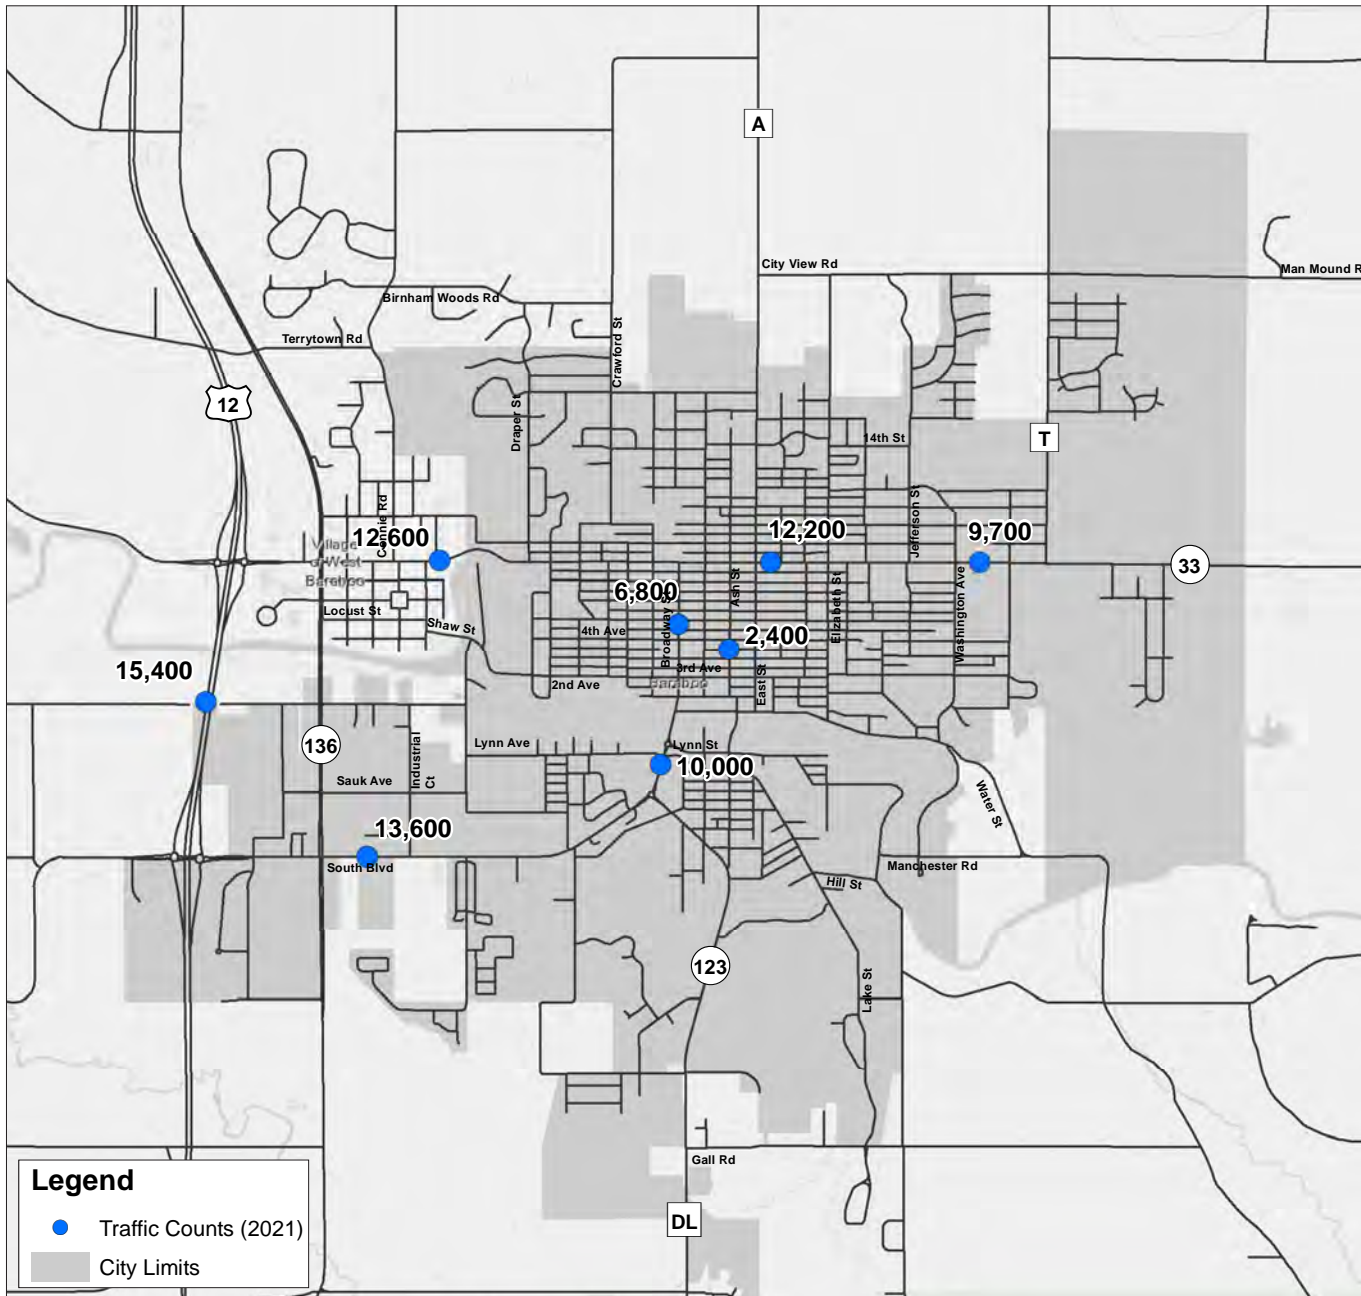 A
City View Rd
Man Mound R
Birnham Woods Rd
Crawford St
Terrytown Rd
12
Draper St
14th St
T
Connie Rd
12,600
12,200
Jefferson St
9,700
Village
of West
Baraboo
33
6,800
Ash St
Elizabeth St
Washington Ave
Locust St
Shaw St
4th Ave
Broadway St
2,400
15,400
3rd Ave
2nd Ave
Baraboo
East St
136
Lynn Ave
Lynn St
Industrial
Ct
10,000
Sauk Ave
Water St
13,600
South Blvd
Manchester Rd
Hill St
123
Lake St
Gall Rd
DL
Legend
Traffic Counts (2021)
City Limits